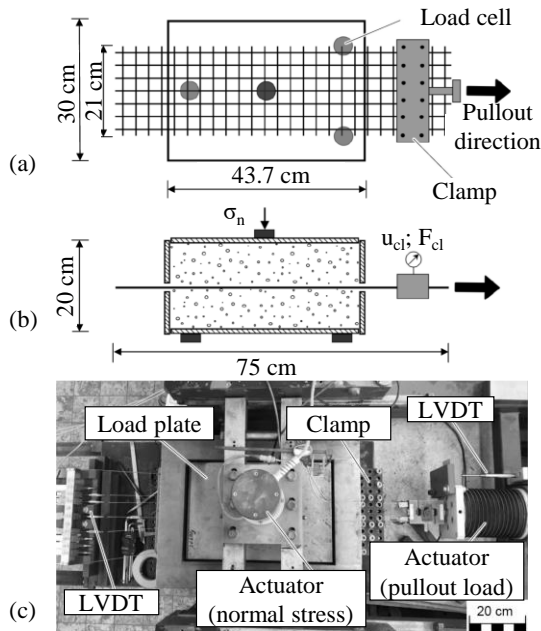 Load cell
30 cm
21 cm
Pullout
direction
(a)
43.7 cm
Clamp
σn
ucl; Fcl
20 cm
(b)
75 cm
Load plate
Clamp
LVDT
LVDT
Actuator
(normal stress)
Actuator
(pullout load)
(c)
20 cm